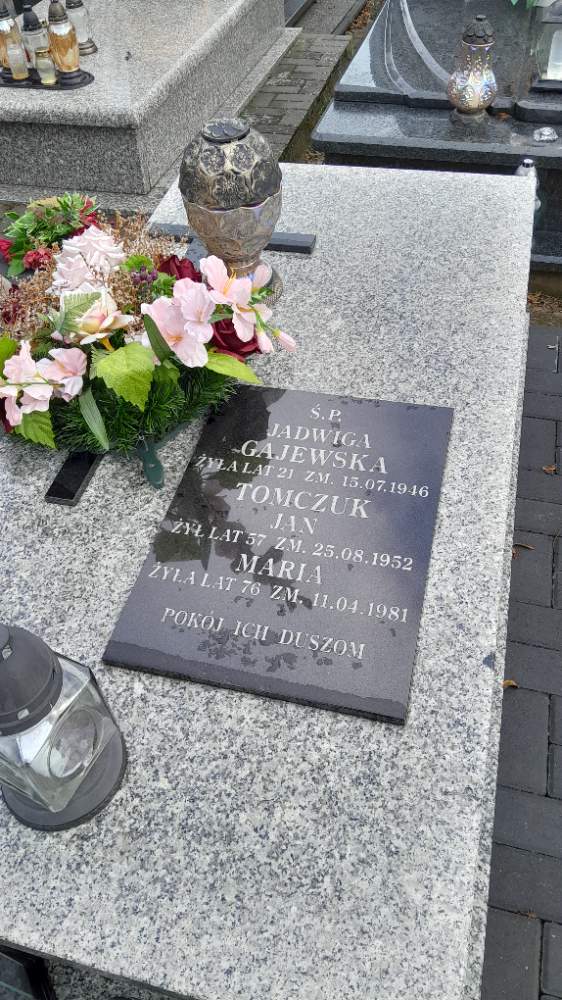 Ś.P.
JADWIGA
GAJEWSKA
ŻYŁA LAT 21 ZM. 15.07.1946
TOMCZUK
JAN
ŻYŁ LAT 57 ZM. 25.08.1952
MARIA
ŻYŁA LAT 76 ZM. 11.04.1981
POKÓJ ICH DUSZOM